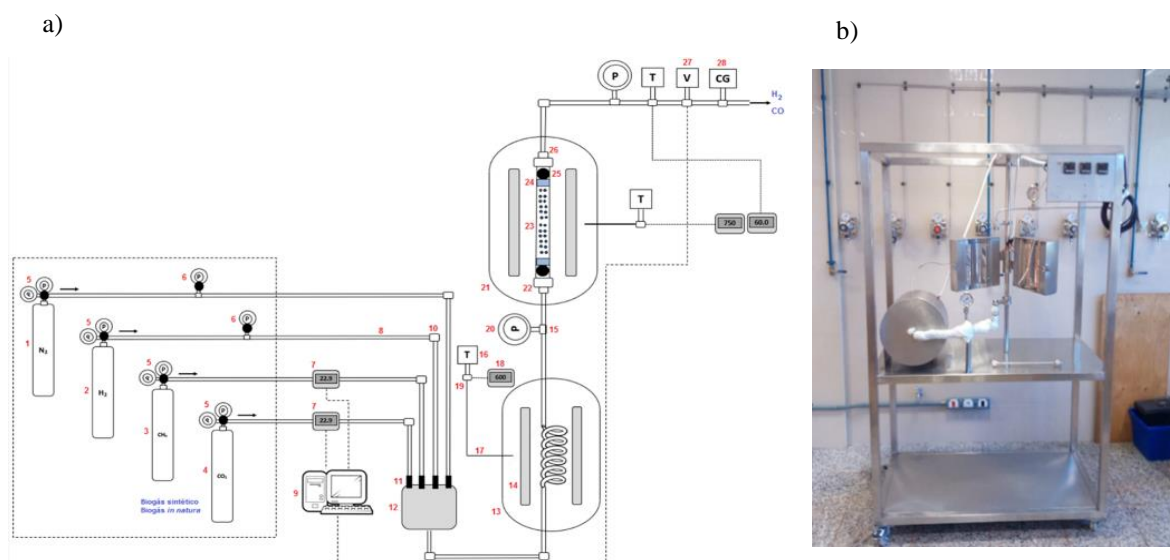 a)
b)
27
28
P
T
V
CG
H₂
CO
26
25
24
T
23
750
60.0
5
P
6
21
22
N₂
1
5
P
6
20
P
15
8
10
H₂
2
T
16
18
600
19
5
P
7
22.9
CH₄
3
5
P
7
22.9
17
CO₂
4
9
11
12
14
13
Biogás sintético
Biogás in natura